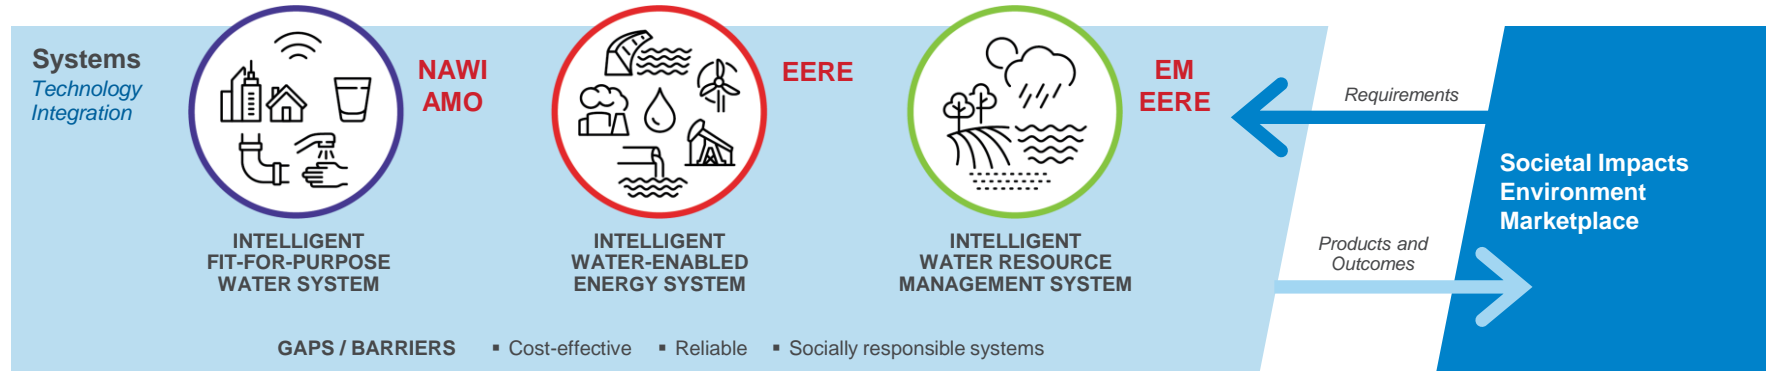 Systems
Technology
Integration
NAWI
AMO
EERE
EM
EERE
INTELLIGENT
FIT-FOR-PURPOSE
WATER SYSTEM
INTELLIGENT
WATER-ENABLED
ENERGY SYSTEM
INTELLIGENT
WATER RESOURCE
MANAGEMENT SYSTEM
GAPS / BARRIERS ▪ Cost-effective ▪ Reliable ▪ Socially responsible systems
Requirements
Products and
Outcomes
Societal Impacts
Environment
Marketplace